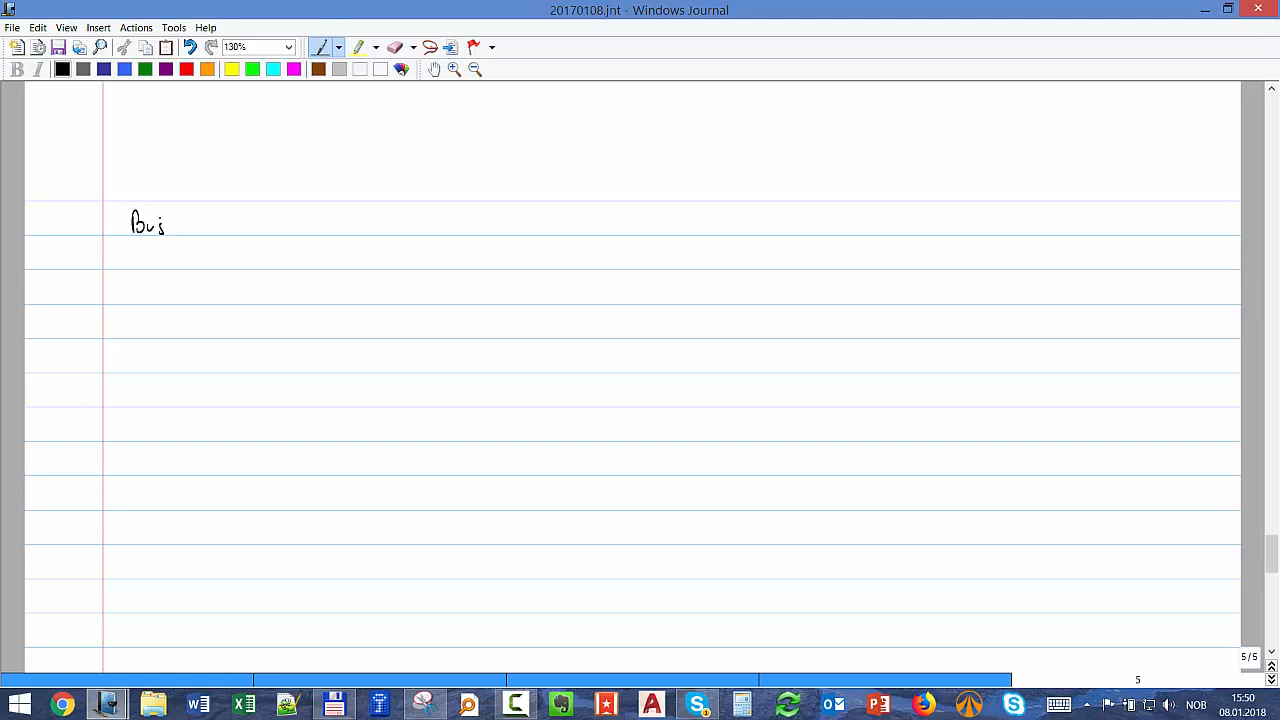 20170108.jnt - Windows Journal
File Edit View Insert Actions Tools Help
130%
B I
Bui
5/5
5
15:50
NOB
08.01.2018